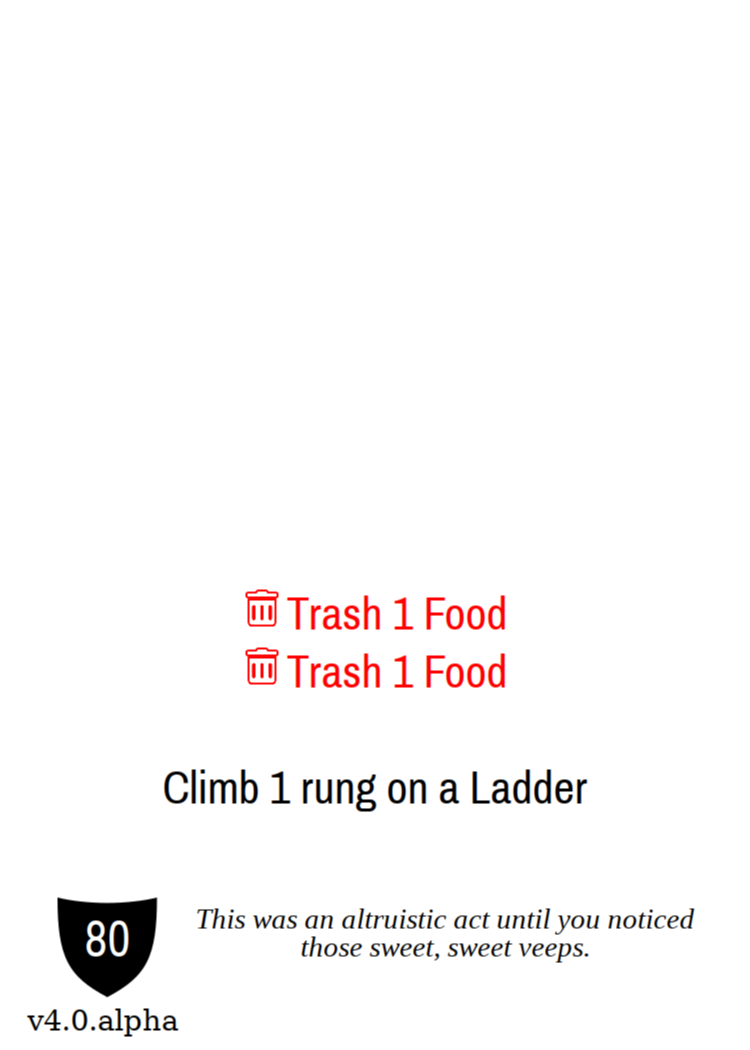 Trash 1 Food
Trash 1 Food
Climb 1 rung on a Ladder
80
This was an altruistic act until you noticed
those sweet, sweet veeps.
v4.0.alpha